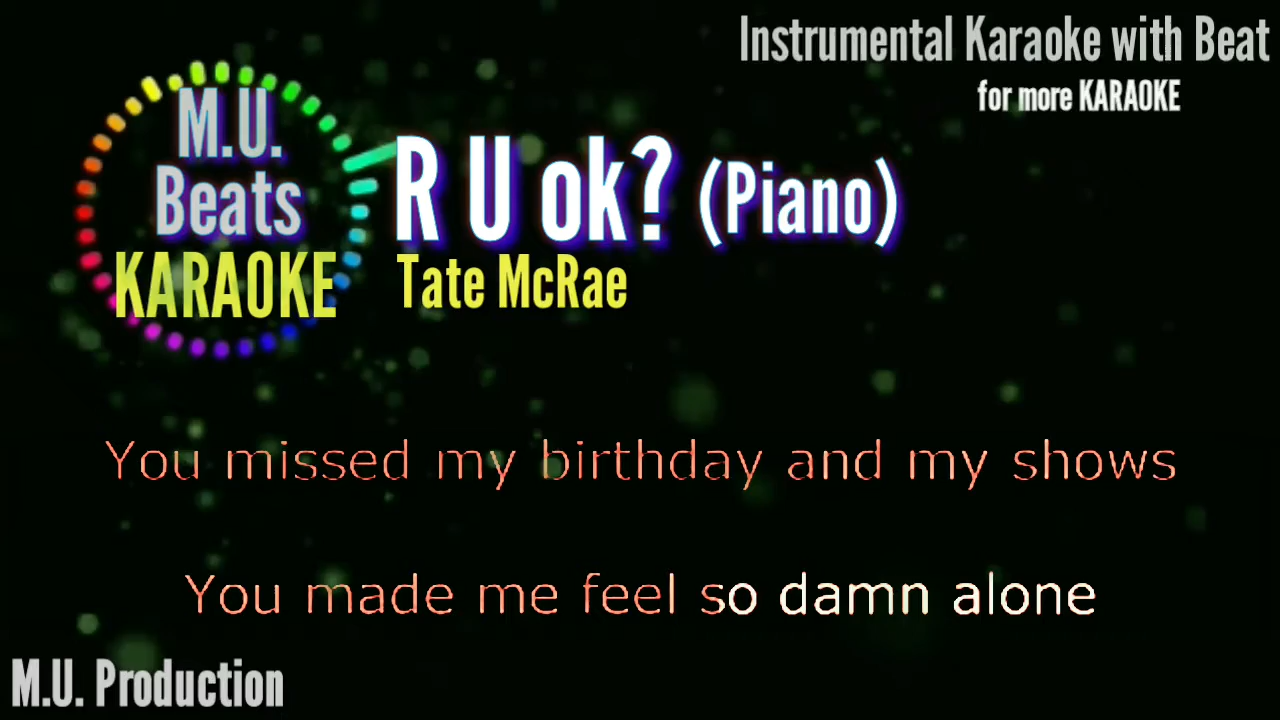 Instrumental Karaoke with Beat
for more KARAOKE
M.U.
Beats
KARAOKE
R U ok? (Piano)
Tate McRae
You missed my birthday and my shows
You made me feel so damn alone
M.U. Production